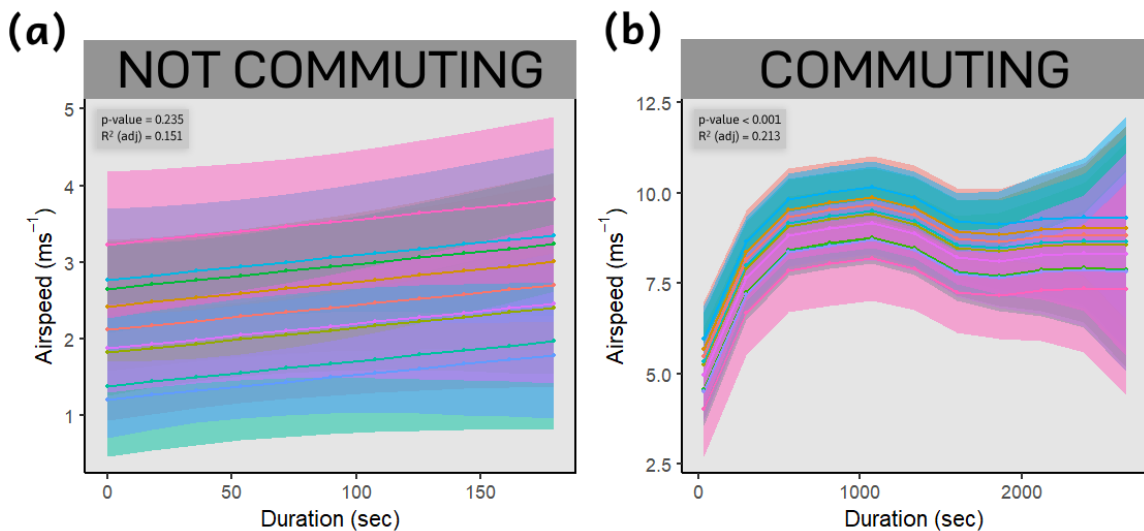 (a)
NOT COMMUTING
p-value = 0.235
R² (adj) = 0.151
5
4
3
2
1
Airspeed (ms⁻¹)
0 50 100 150
Duration (sec)
(b)
COMMUTING
p-value < 0.001
R² (adj) = 0.213
12.5
10.0
7.5
5.0
2.5
Airspeed (ms⁻¹)
0 1000 2000
Duration (sec)